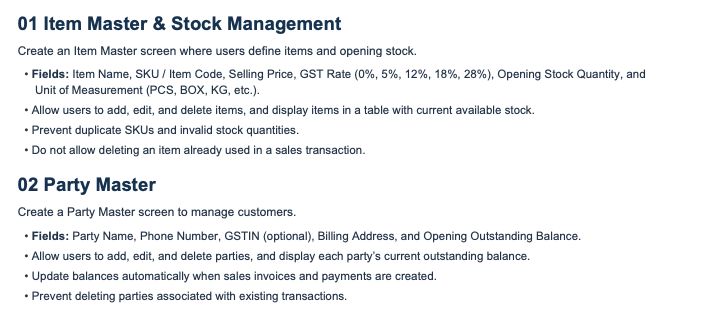 01 Item Master & Stock Management
Create an Item Master screen where users define items and opening stock.
• Fields: Item Name, SKU / Item Code, Selling Price, GST Rate (0%, 5%, 12%, 18%, 28%), Opening Stock Quantity, and
Unit of Measurement (PCS, BOX, KG, etc.).
• Allow users to add, edit, and delete items, and display items in a table with current available stock.
• Prevent duplicate SKUs and invalid stock quantities.
• Do not allow deleting an item already used in a sales transaction.
02 Party Master
Create a Party Master screen to manage customers.
• Fields: Party Name, Phone Number, GSTIN (optional), Billing Address, and Opening Outstanding Balance.
• Allow users to add, edit, and delete parties, and display each party's current outstanding balance.
• Update balances automatically when sales invoices and payments are created.
• Prevent deleting parties associated with existing transactions.